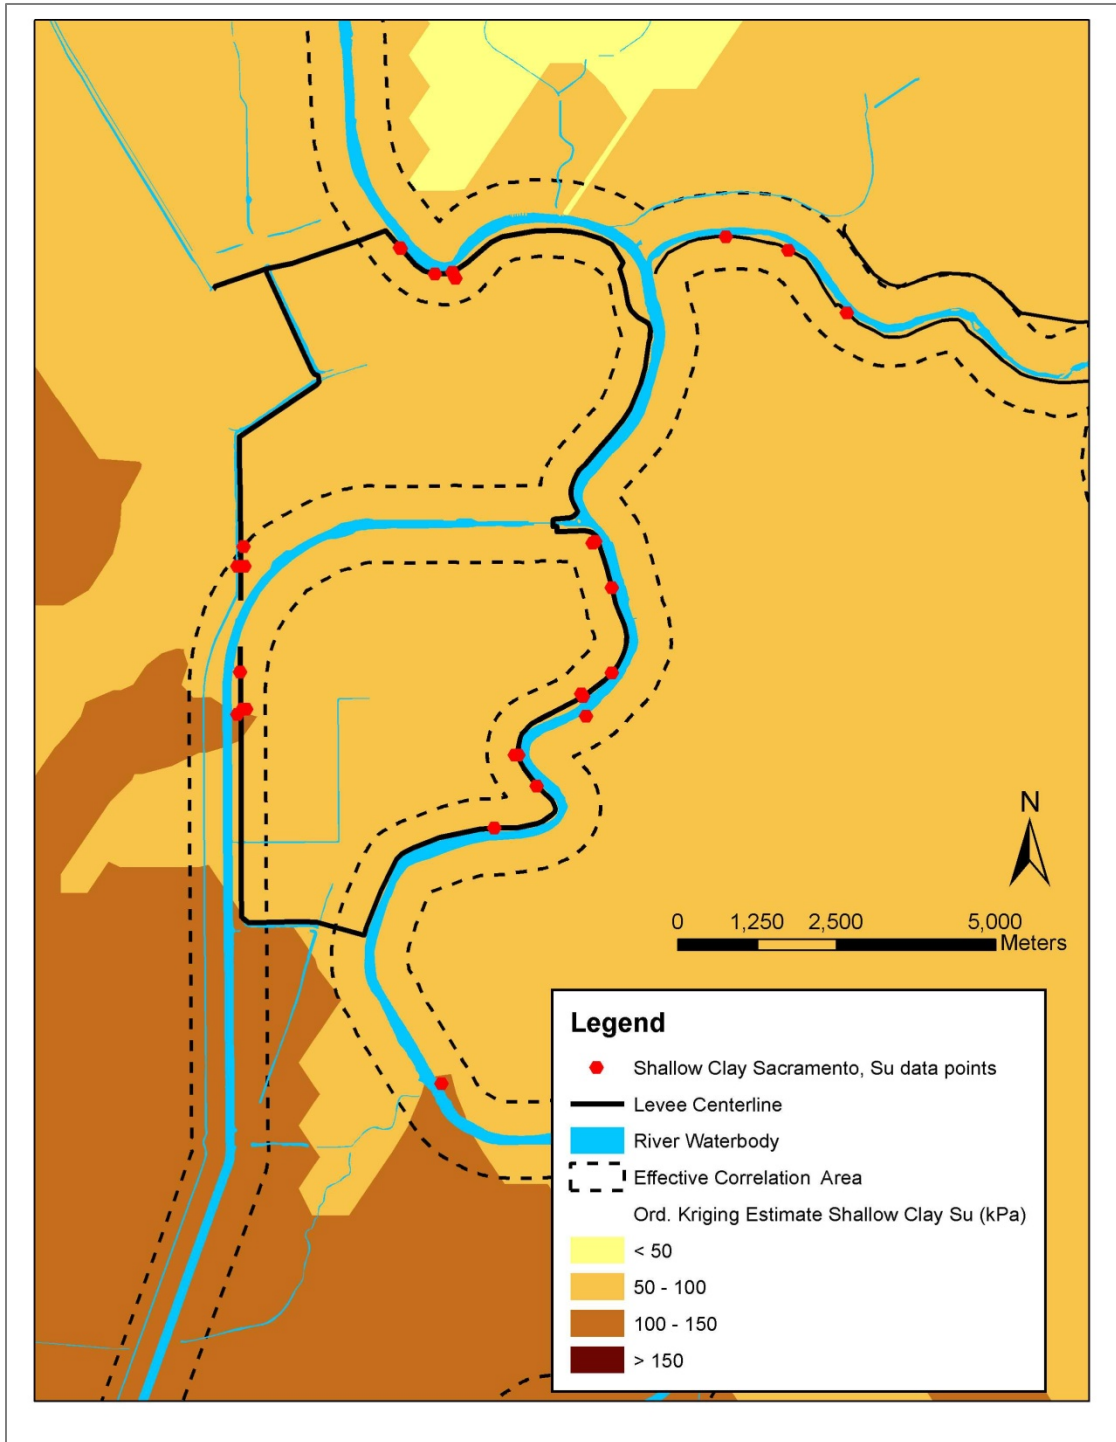 N
0 1,250 2,500 5,000
Meters
Legend
Shallow Clay Sacramento, Su data points
Levee Centerline
River Waterbody
Effective Correlation Area
Ord. Kriging Estimate Shallow Clay Su (kPa)
< 50
50 - 100
100 - 150
> 150